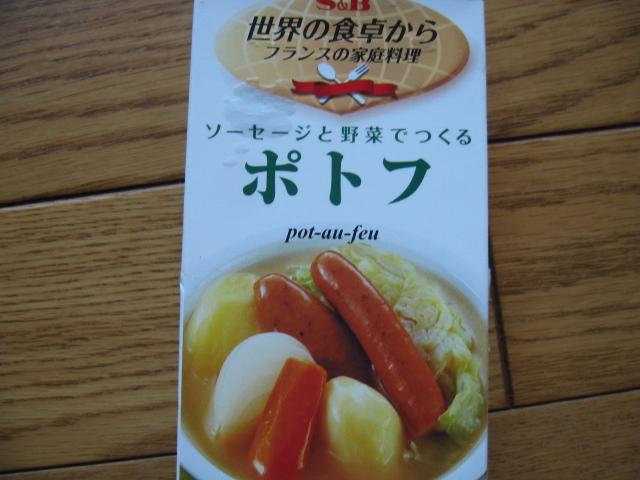 S&B
世界の食卓から
フランスの家庭料理
ソーセージと野菜でつくる
ポトフ
pot-au-feu